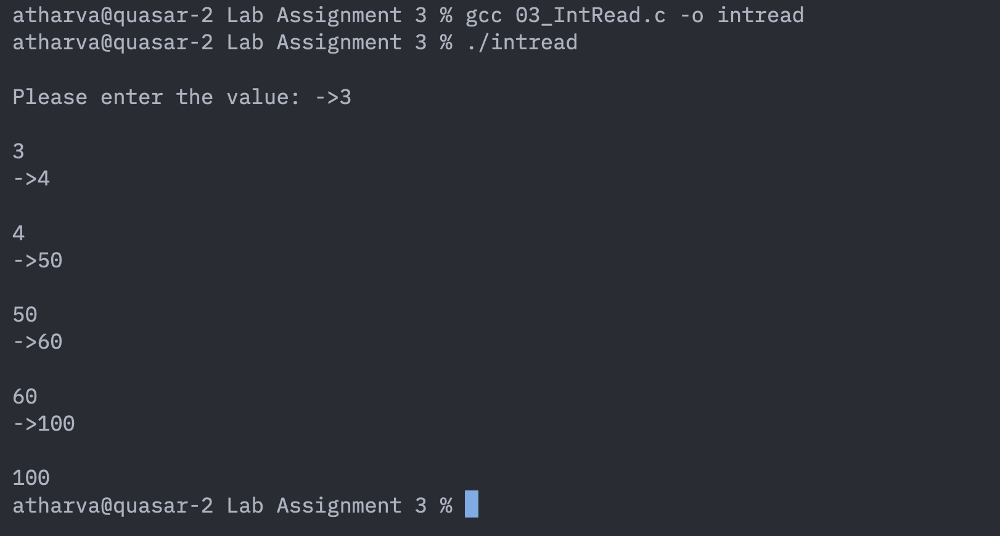 atharva@quasar-2 Lab Assignment 3 % gcc 03_IntRead.c -o intread
atharva@quasar-2 Lab Assignment 3 % ./intread
Please enter the value: ->3
3
->4
4
->50
50
->60
60
->100
100
atharva@quasar-2 Lab Assignment 3 %